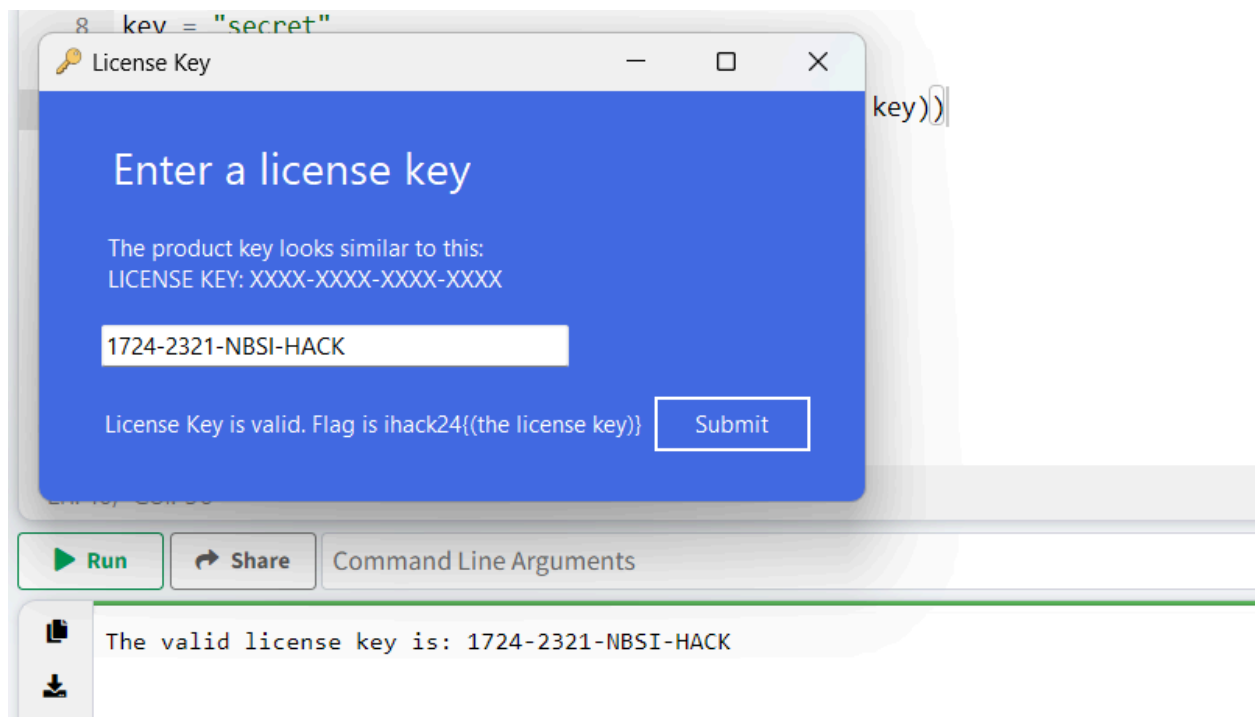 8 key = "secret"
License Key
key))
Enter a license key
The product key looks similar to this:
LICENSE KEY: XXXX-XXXX-XXXX-XXXX
1724-2321-NBSI-HACK
License Key is valid. Flag is ihack24{(the license key)}
Submit
Run
Share
Command Line Arguments
The valid license key is: 1724-2321-NBSI-HACK